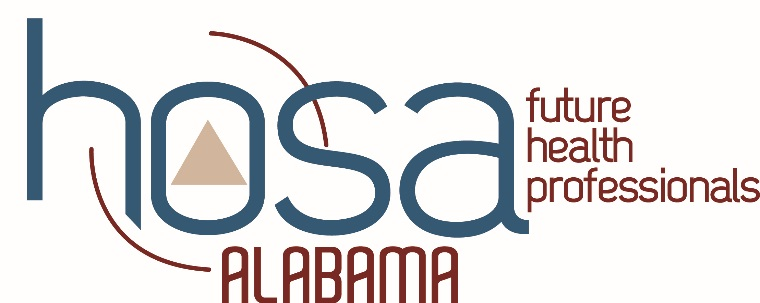 hosa
future
health
professionals
ALABAMA